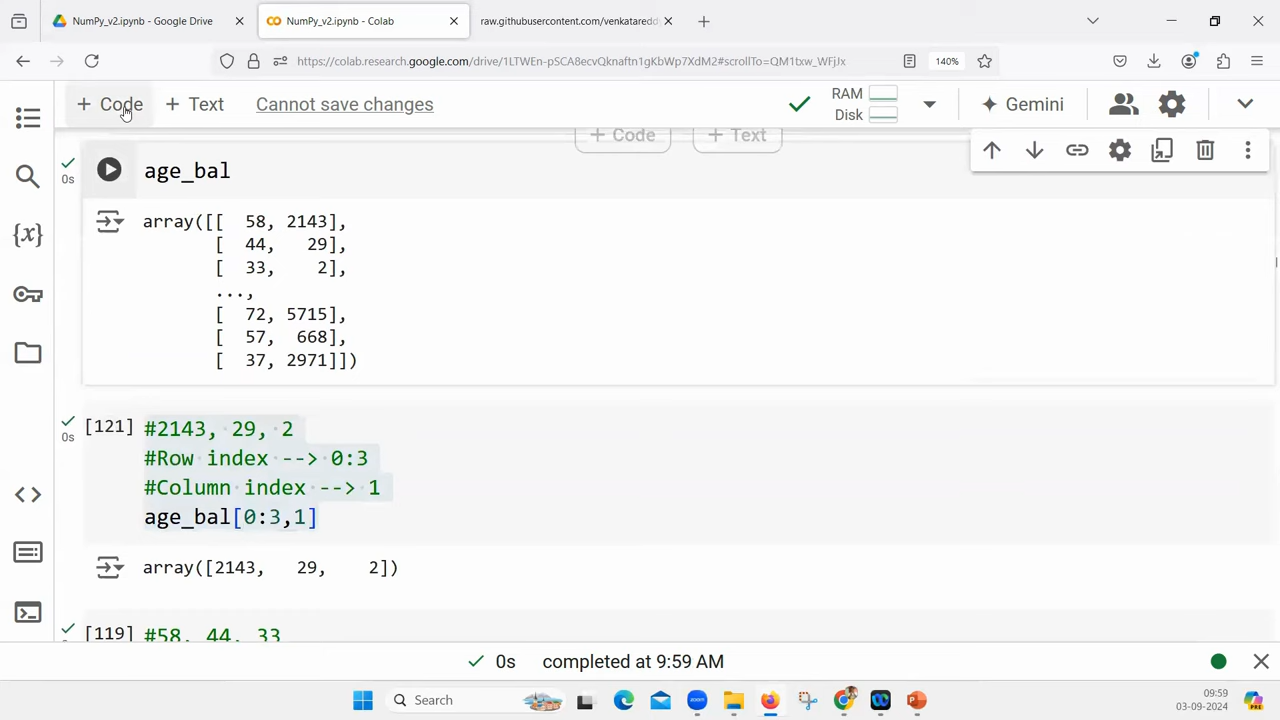 NumPy_v2.ipynb - Google Drive
NumPy_v2.ipynb - Colab
raw.githubusercontent.com/venkatareddy
https://colab.research.google.com/drive/1LTWEn-pSCA8ecvQknaftn1gKbWp7XdM2#scrollTo=QM1txw_WFjJx
140%
+ Code + Text Cannot save changes
RAM
Disk
Gemini
+ Code + Text
0s
age_bal
array([[ 58, 2143],
[ 44, 29],
[ 33, 2],
...,
[ 72, 5715],
[ 57, 668],
[ 37, 2971]])
0s
[121]
#2143, 29, 2
#Row index --> 0:3
#Column index --> 1
age_bal[0:3,1]
array([2143, 29, 2])
[119] #58, 44, 33
0s completed at 9:59 AM
Search
09:59
03-09-2024